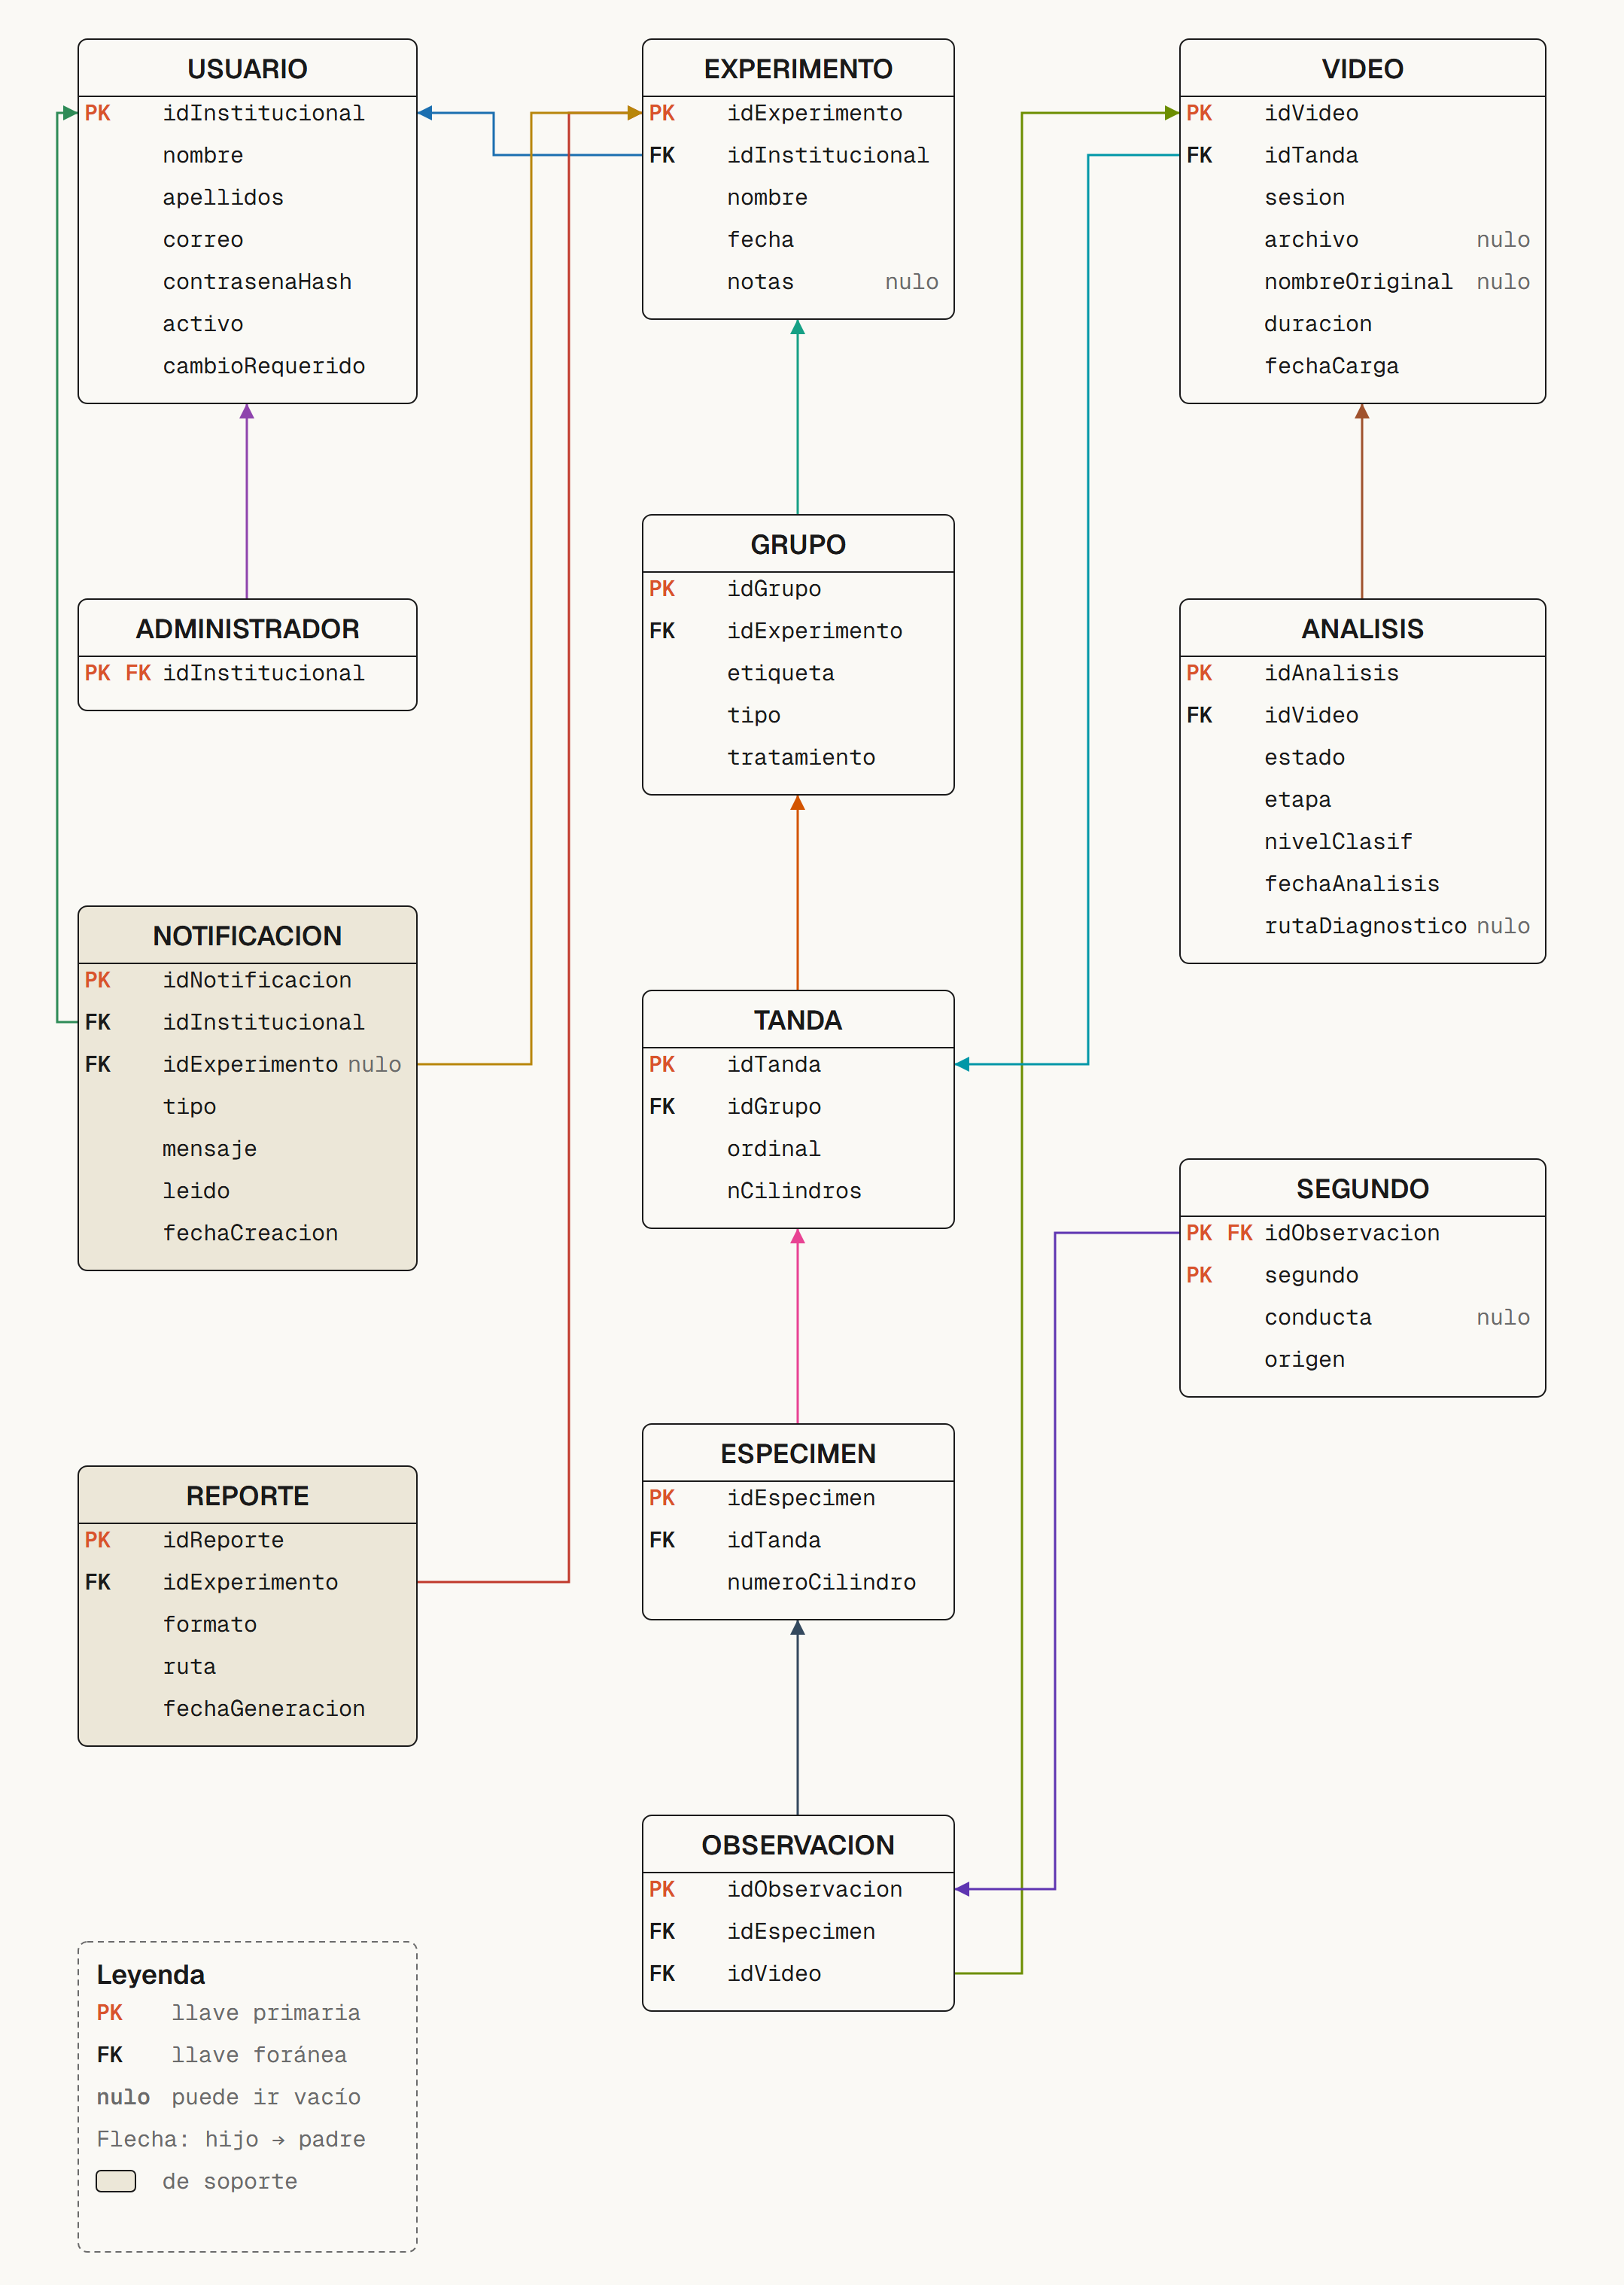 USUARIO
PK idInstitucional
nombre
apellidos
correo
contrasenaHash
activo
cambioRequerido
EXPERIMENTO
PK idExperimento
FK idInstitucional
nombre
fecha
notas nulo
VIDEO
PK idVideo
FK idTanda
sesion
archivo nulo
nombreOriginal nulo
duracion
fechaCarga
ADMINISTRADOR
PK FK idInstitucional
GRUPO
PK idGrupo
FK idExperimento
etiqueta
tipo
tratamiento
ANALISIS
PK idAnalisis
FK idVideo
estado
etapa
nivelClasif
fechaAnalisis
rutaDiagnostico nulo
NOTIFICACION
PK idNotificacion
FK idInstitucional
FK idExperimento nulo
tipo
mensaje
leido
fechaCreacion
TANDA
PK idTanda
FK idGrupo
ordinal
nCilindros
SEGUNDO
PK FK idObservacion
PK segundo
conducta nulo
origen
REPORTE
PK idReporte
FK idExperimento
formato
ruta
fechaGeneracion
ESPECIMEN
PK idEspecimen
FK idTanda
numeroCilindro
OBSERVACION
PK idObservacion
FK idEspecimen
FK idVideo
Leyenda
PK llave primaria
FK llave foránea
nulo puede ir vacío
Flecha: hijo → padre
de soporte